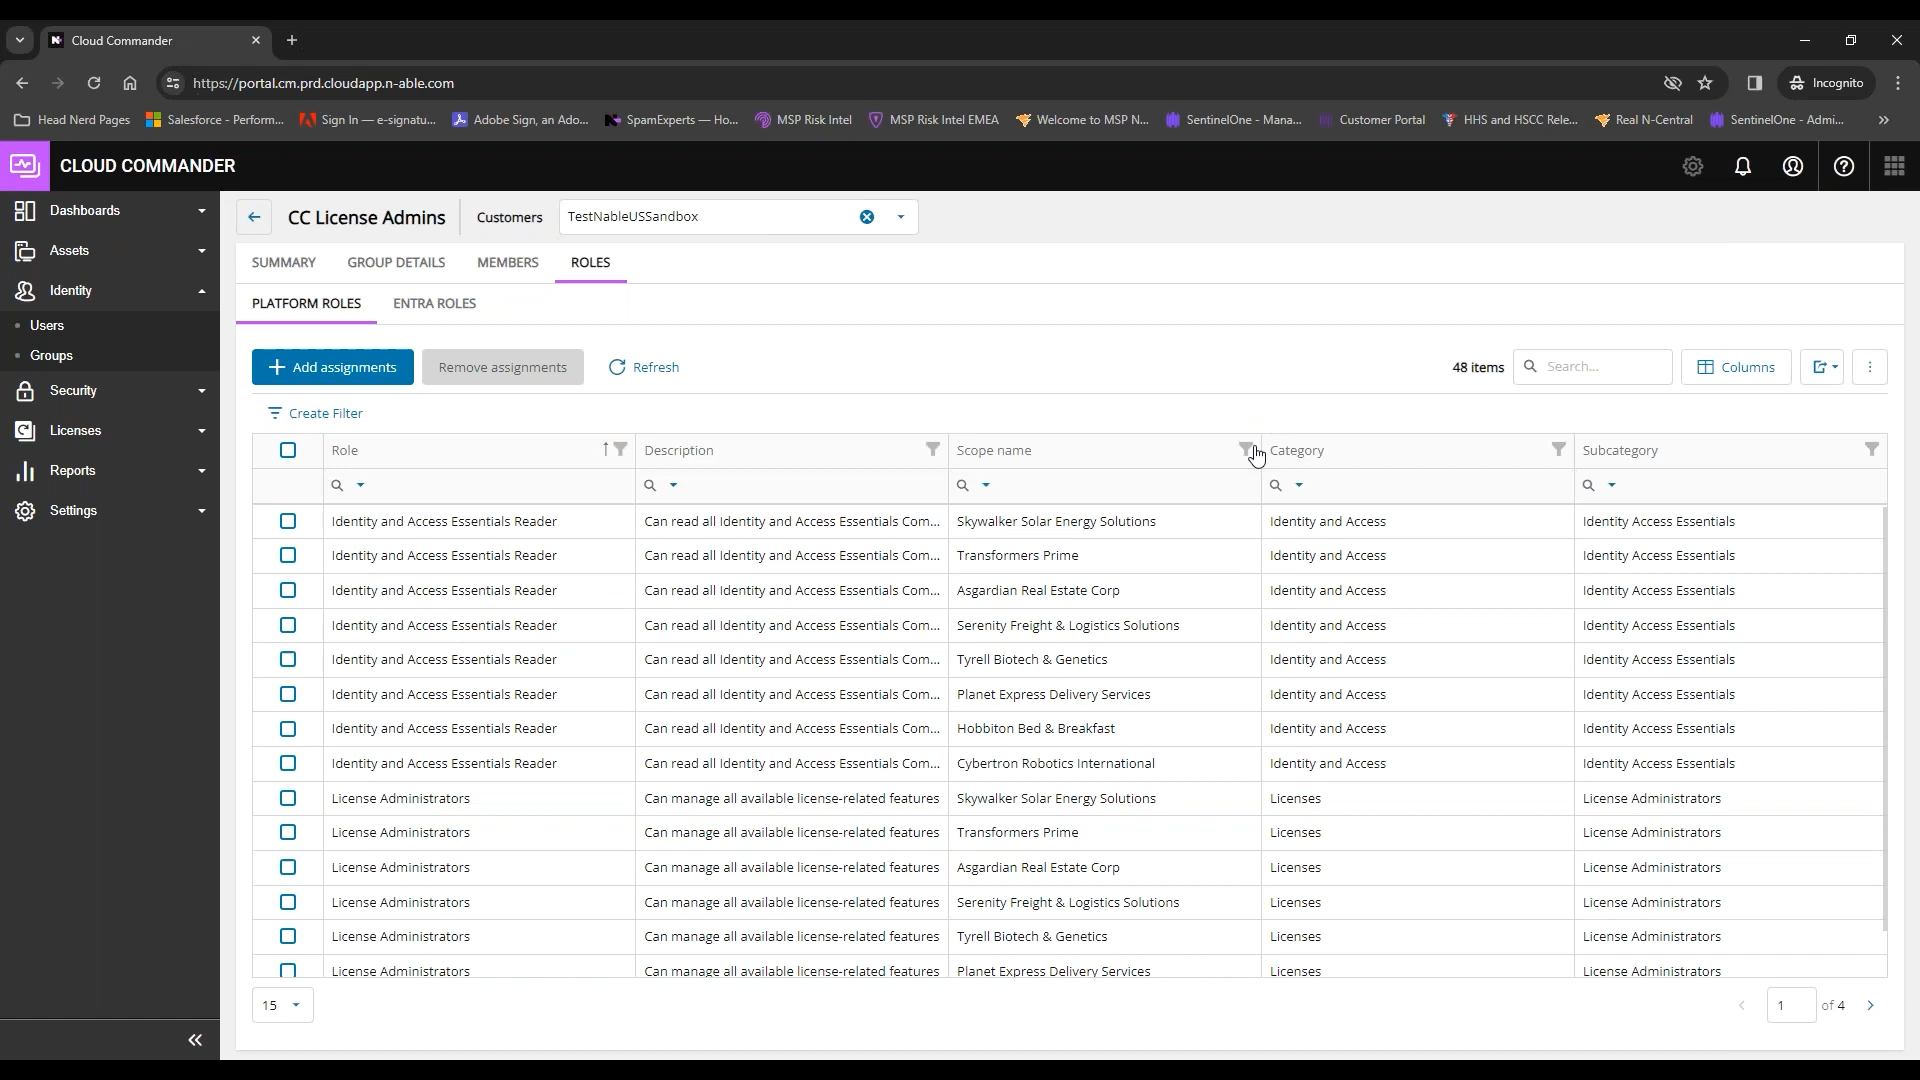 Cloud Commander
https://portal.cm.prd.cloudapp.n-able.com
Incognito
Head Nerd Pages
Salesforce - Perform...
Sign In — e-signatu...
Adobe Sign, an Ado...
SpamExperts — Ho...
MSP Risk Intel
MSP Risk Intel EMEA
Welcome to MSP N...
SentinelOne - Mana...
Customer Portal
HHS and HSCC Rele...
Real N-Central
SentinelOne - Admi...
CLOUD COMMANDER
Dashboards
Assets
Identity
Users
Groups
Security
Licenses
Reports
Settings
CC License Admins
Customers
TestNableUSSandbox
SUMMARY GROUP DETAILS MEMBERS ROLES
PLATFORM ROLES ENTRA ROLES
Add assignments Remove assignments Refresh 48 items Search... Columns
Create Filter
Role Description Scope name Category Subcategory
Identity and Access Essentials Reader Can read all Identity and Access Essentials Com... Skywalker Solar Energy Solutions Identity and Access Identity Access Essentials
Identity and Access Essentials Reader Can read all Identity and Access Essentials Com... Transformers Prime Identity and Access Identity Access Essentials
Identity and Access Essentials Reader Can read all Identity and Access Essentials Com... Asgardian Real Estate Corp Identity and Access Identity Access Essentials
Identity and Access Essentials Reader Can read all Identity and Access Essentials Com... Serenity Freight & Logistics Solutions Identity and Access Identity Access Essentials
Identity and Access Essentials Reader Can read all Identity and Access Essentials Com... Tyrell Biotech & Genetics Identity and Access Identity Access Essentials
Identity and Access Essentials Reader Can read all Identity and Access Essentials Com... Planet Express Delivery Services Identity and Access Identity Access Essentials
Identity and Access Essentials Reader Can read all Identity and Access Essentials Com... Hobbiton Bed & Breakfast Identity and Access Identity Access Essentials
Identity and Access Essentials Reader Can read all Identity and Access Essentials Com... Cybertron Robotics International Identity and Access Identity Access Essentials
License Administrators Can manage all available license-related features Skywalker Solar Energy Solutions Licenses License Administrators
License Administrators Can manage all available license-related features Transformers Prime Licenses License Administrators
License Administrators Can manage all available license-related features Asgardian Real Estate Corp Licenses License Administrators
License Administrators Can manage all available license-related features Serenity Freight & Logistics Solutions Licenses License Administrators
License Administrators Can manage all available license-related features Tyrell Biotech & Genetics Licenses License Administrators
License Administrators Can manage all available license-related features Planet Express Delivery Services Licenses License Administrators
15 1 of 4